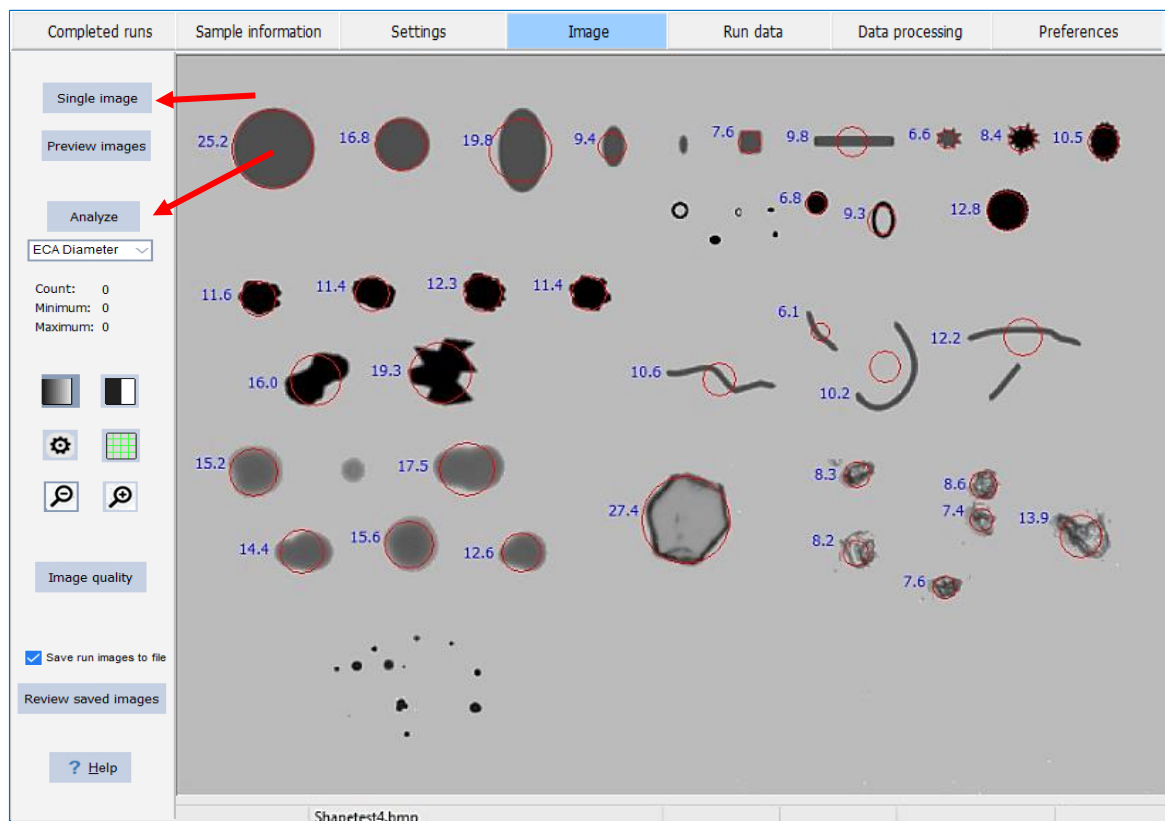 Completed runs
Sample information
Settings
Image
Run data
Data processing
Preferences
Single image
Preview images
Analyze
ECA Diameter
Count: 0
Minimum: 0
Maximum: 0
Image quality
Save run images to file
Review saved images
? Help
25.2
16.8
19.8
9.4
7.6
9.8
6.6
8.4
10.5
6.8
9.3
12.8
11.6
11.4
12.3
11.4
6.1
12.2
16.0
19.3
10.6
10.2
15.2
17.5
8.3
8.6
27.4
7.4
13.9
14.4
15.6
12.6
8.2
7.6
Shapetest4.bmp